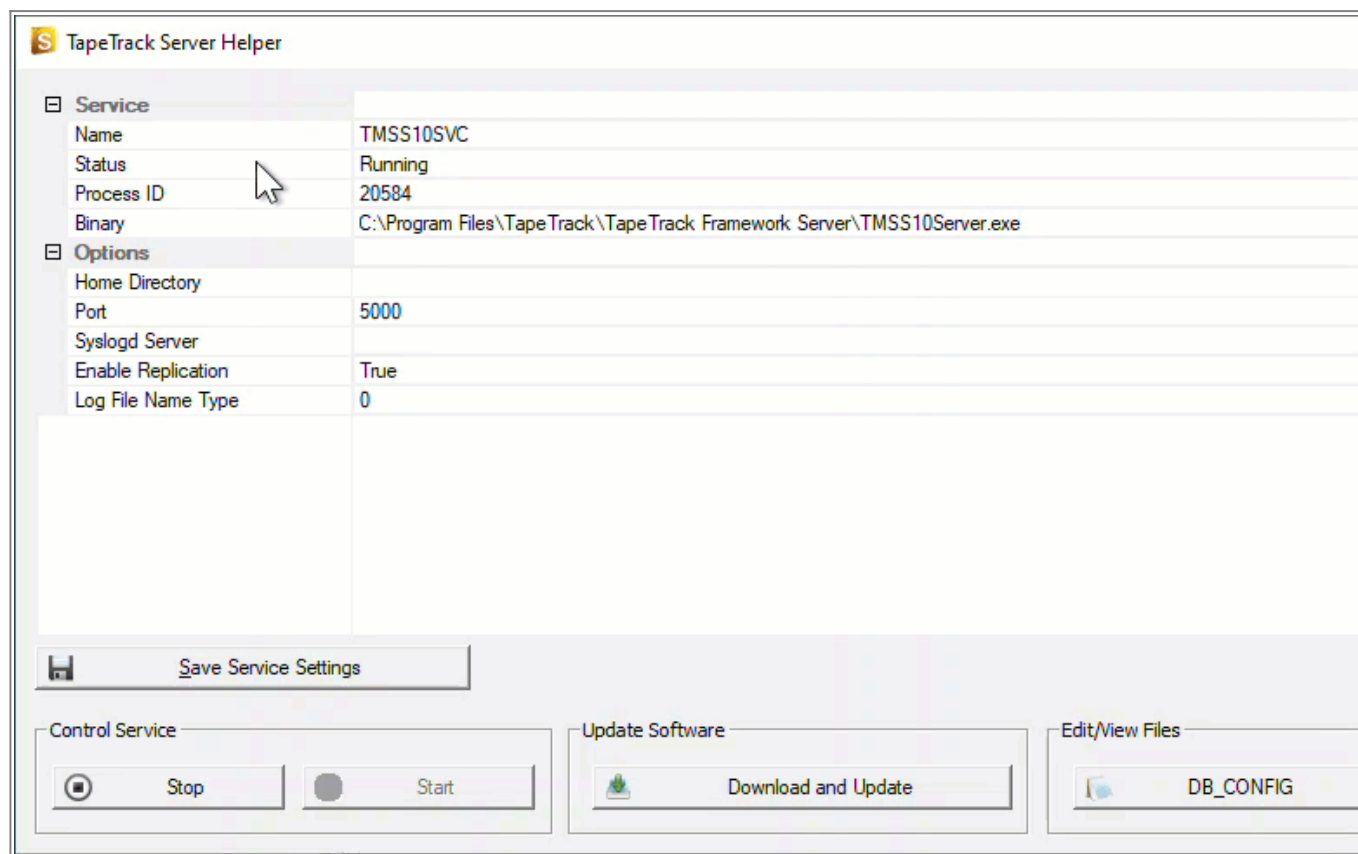 TapeTrack Server Helper
Service
Name TMSS10SVC
Status Running
Process ID 20584
Binary C:\Program Files\TapeTrack\TapeTrack Framework Server\TMSS10Server.exe
Options
Home Directory
Port 5000
Syslogd Server
Enable Replication True
Log File Name Type 0
Save Service Settings
Control Service Update Software Edit/View Files
Stop Start Download and Update DB_CONFIG